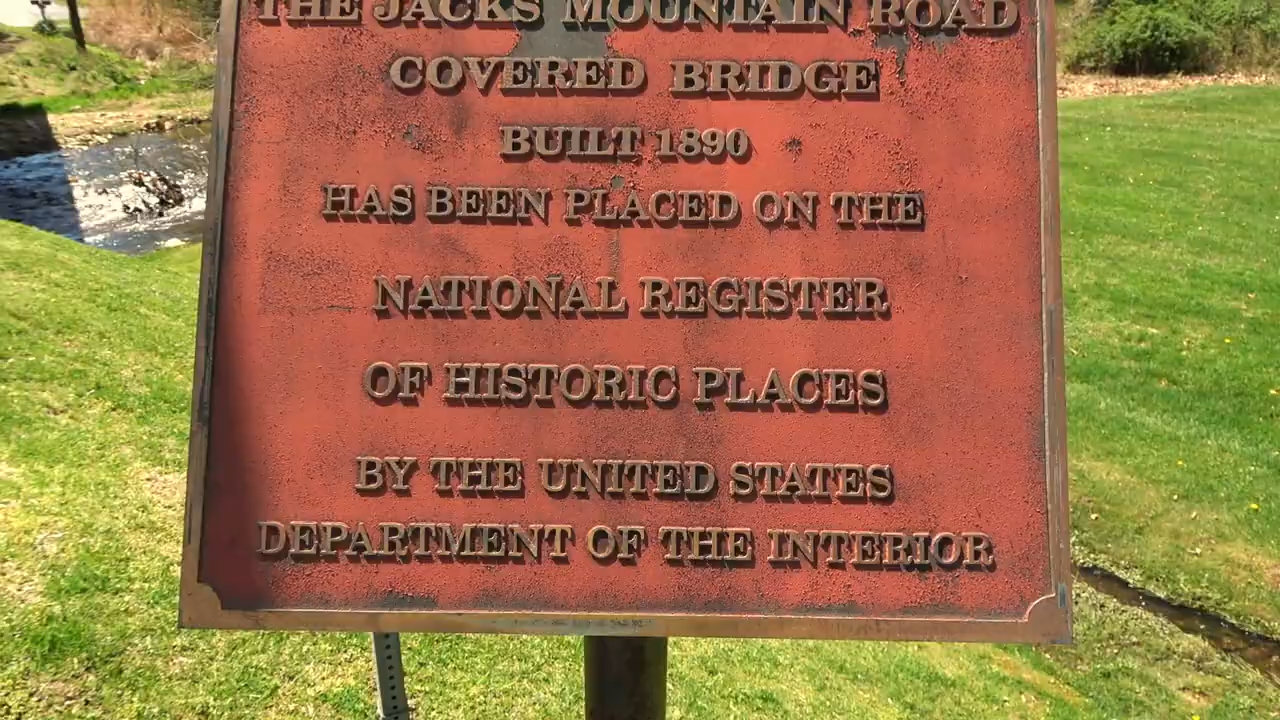 THE JACKS MOUNTAIN ROAD
COVERED BRIDGE
BUILT 1890
HAS BEEN PLACED ON THE
NATIONAL REGISTER
OF HISTORIC PLACES
BY THE UNITED STATES
DEPARTMENT OF THE INTERIOR